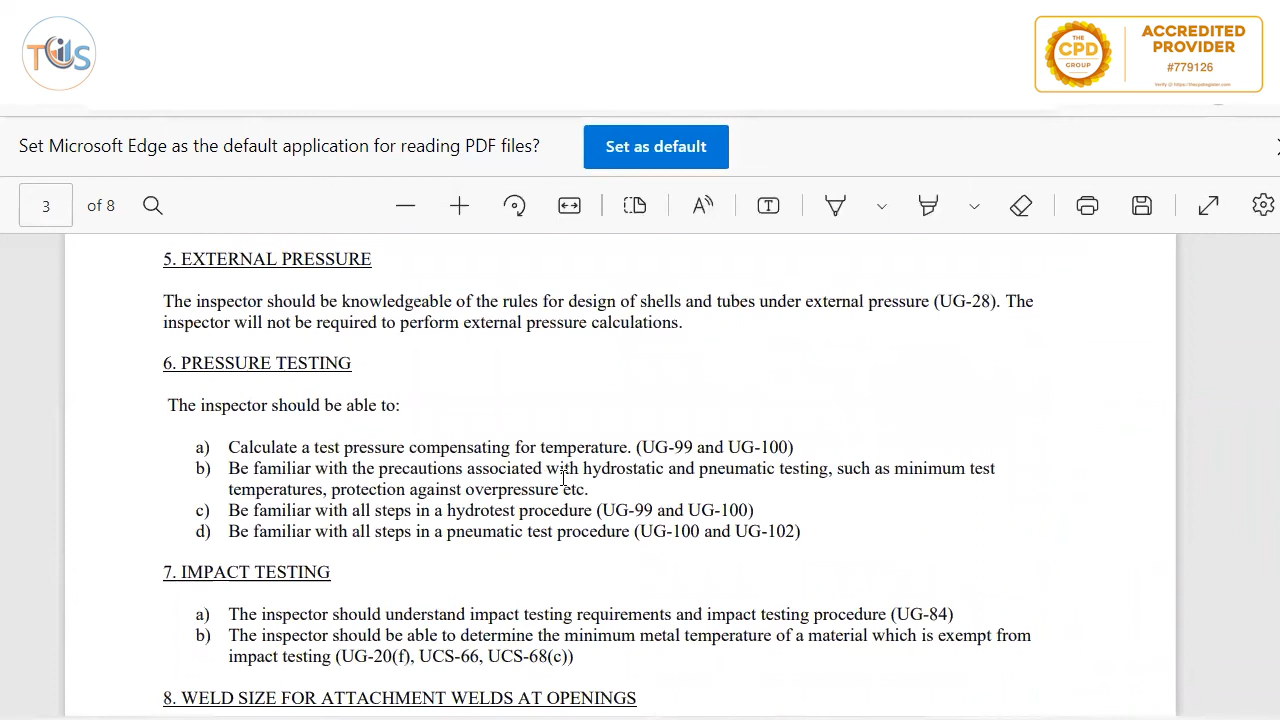 TCilS
THE
CPD
GROUP
ACCREDITED
PROVIDER
#779126
Verify @ https://thecpdregister.com
Set Microsoft Edge as the default application for reading PDF files?
Set as default
3 of 8
5. EXTERNAL PRESSURE
The inspector should be knowledgeable of the rules for design of shells and tubes under external pressure (UG-28). The
inspector will not be required to perform external pressure calculations.
6. PRESSURE TESTING
The inspector should be able to:
a) Calculate a test pressure compensating for temperature. (UG-99 and UG-100)
b) Be familiar with the precautions associated with hydrostatic and pneumatic testing, such as minimum test
temperatures, protection against overpressure etc.
c) Be familiar with all steps in a hydrotest procedure (UG-99 and UG-100)
d) Be familiar with all steps in a pneumatic test procedure (UG-100 and UG-102)
7. IMPACT TESTING
a) The inspector should understand impact testing requirements and impact testing procedure (UG-84)
b) The inspector should be able to determine the minimum metal temperature of a material which is exempt from
impact testing (UG-20(f), UCS-66, UCS-68(c))
8. WELD SIZE FOR ATTACHMENT WELDS AT OPENINGS